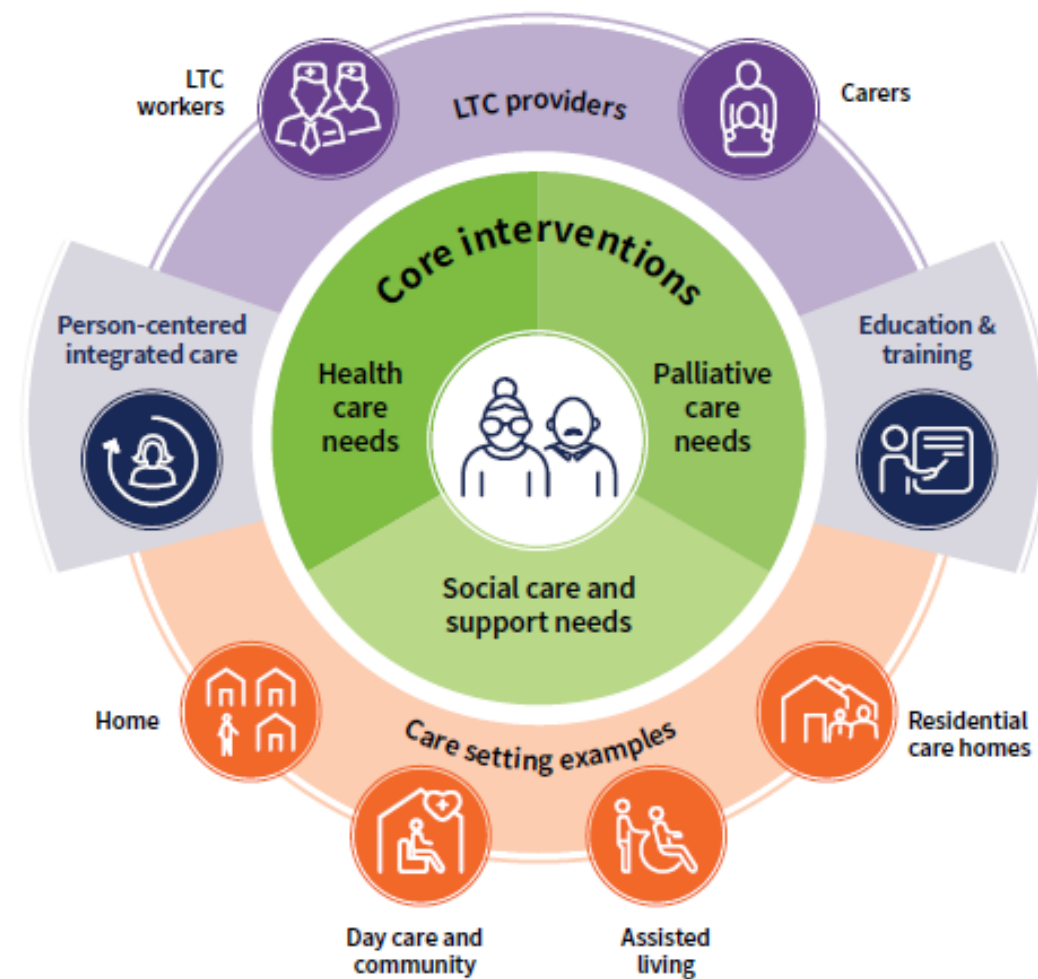 LTC
workers
LTC providers
Carers
Core interventions
Person-centered
integrated care
Education &
training
Health
care
needs
Palliative
care
needs
Social care and
support needs
Home
Care setting examples
Residential
care homes
Day care and
community
Assisted
living